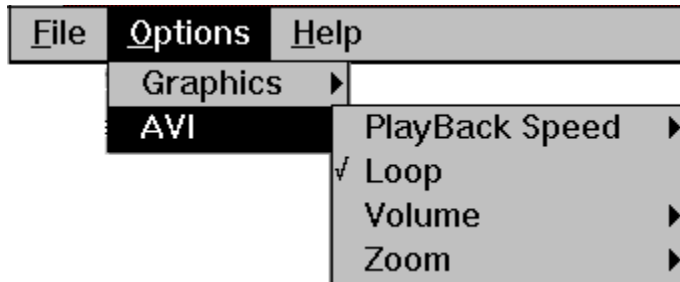 File Options Help
Graphics
AVI PlayBack Speed
√ Loop
Volume
Zoom